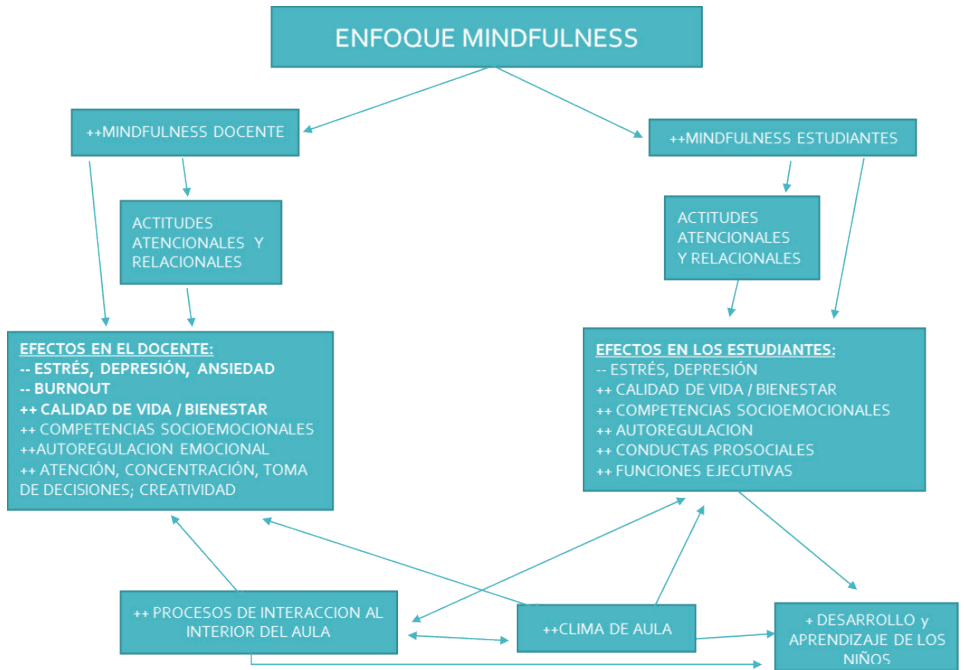 ENFOQUE MINDFULNESS
++MINDFULNESS DOCENTE
++MINDFULNESS ESTUDIANTES
ACTITUDES
ATENCIONALES Y
RELACIONALES
ACTITUDES
ATENCIONALES
Y RELACIONALES
EFECTOS EN EL DOCENTE:
-- ESTRÉS, DEPRESIÓN, ANSIEDAD
-- BURNOUT
++ CALIDAD DE VIDA / BIENESTAR
++ COMPETENCIAS SOCIOEMOCIONALES
++AUTOREGULACION EMOCIONAL
++ ATENCIÓN, CONCENTRACIÓN, TOMA
DE DECISIONES; CREATIVIDAD
EFECTOS EN LOS ESTUDIANTES:
-- ESTRÉS, DEPRESIÓN
++ CALIDAD DE VIDA / BIENESTAR
++ COMPETENCIAS SOCIOEMOCIONALES
++ AUTOREGULACION
++ CONDUCTAS PROSOCIALES
++ FUNCIONES EJECUTIVAS
++ PROCESOS DE INTERACCION AL
INTERIOR DEL AULA
++CLIMA DE AULA
+ DESARROLLO y
APRENDIZAJE DE LOS
NIÑOS